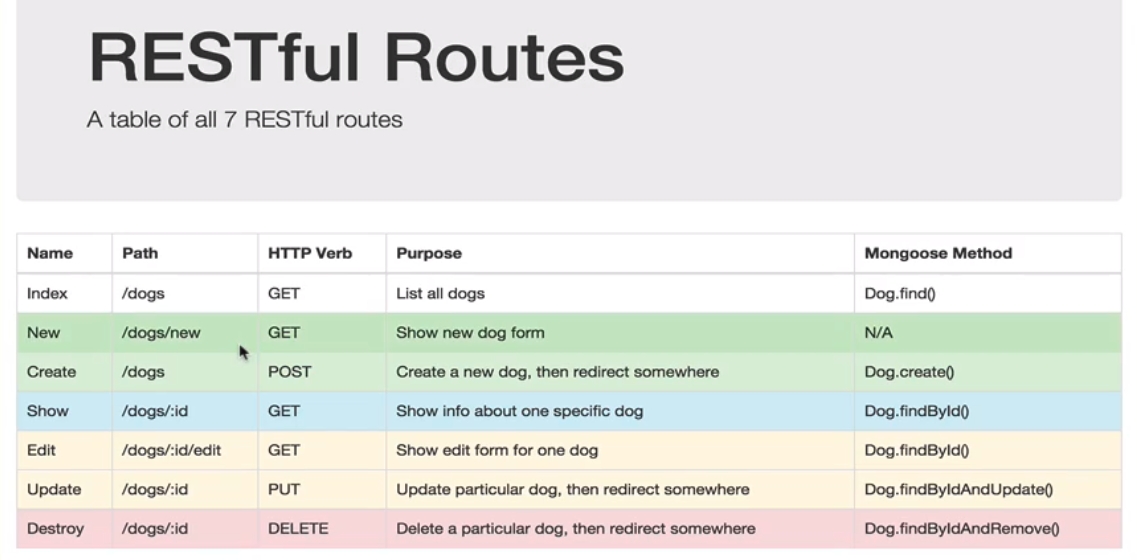 RESTful Routes
A table of all 7 RESTful routes
Name Path HTTP Verb Purpose Mongoose Method
Index /dogs GET List all dogs Dog.find()
New /dogs/new GET Show new dog form N/A
Create /dogs POST Create a new dog, then redirect somewhere Dog.create()
Show /dogs/:id GET Show info about one specific dog Dog.findById()
Edit /dogs/:id/edit GET Show edit form for one dog Dog.findById()
Update /dogs/:id PUT Update particular dog, then redirect somewhere Dog.findByIdAndUpdate()
Destroy /dogs/:id DELETE Delete a particular dog, then redirect somewhere Dog.findByIdAndRemove()